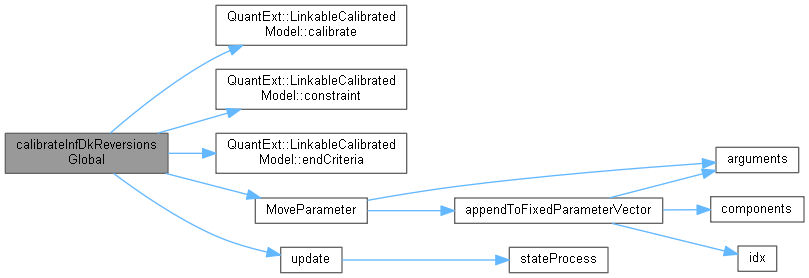 QuantExt::LinkableCalibrated
Model::calibrate
QuantExt::LinkableCalibrated
Model::constraint
calibrateInfDkReversions
Global
QuantExt::LinkableCalibrated
Model::endCriteria
arguments
MoveParameter
appendToFixedParameterVector
components
update
stateProcess
idx